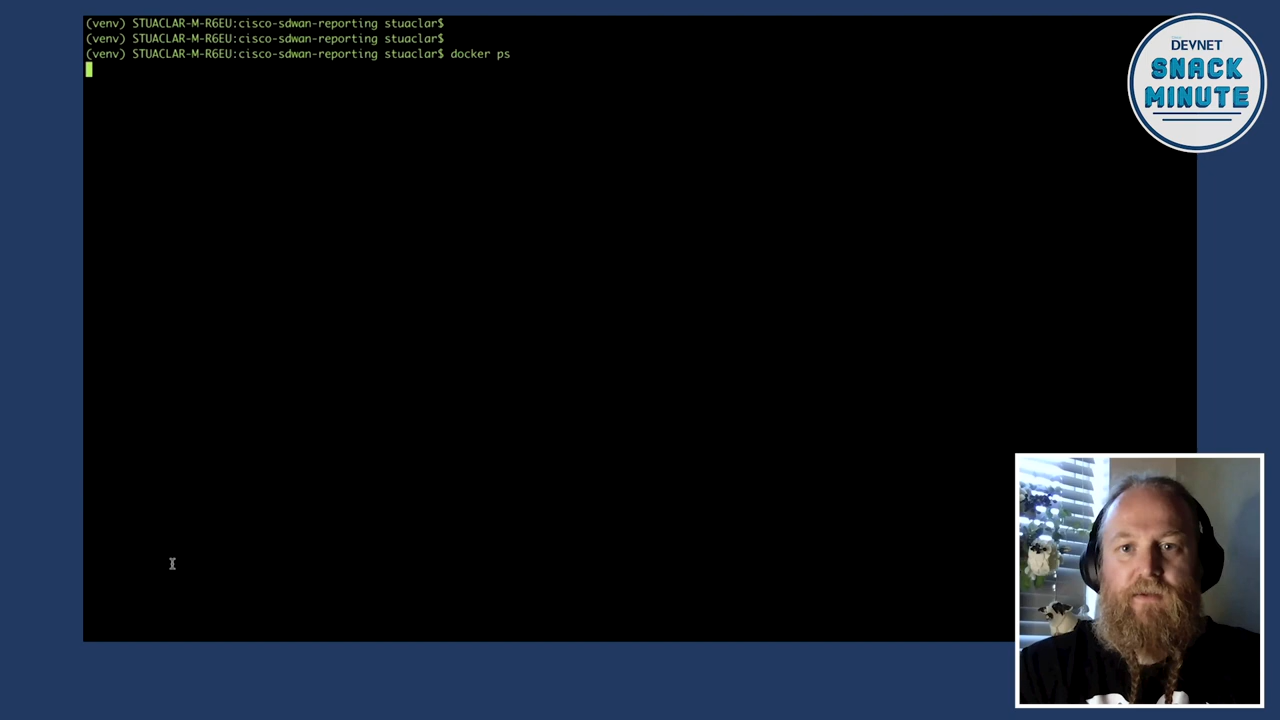 (venv) STUACLAR-M-R6EU:cisco-sdwan-reporting stuaclar$
(venv) STUACLAR-M-R6EU:cisco-sdwan-reporting stuaclar$
(venv) STUACLAR-M-R6EU:cisco-sdwan-reporting stuaclar$ docker ps
DEVNET
SNACK
MINUTE